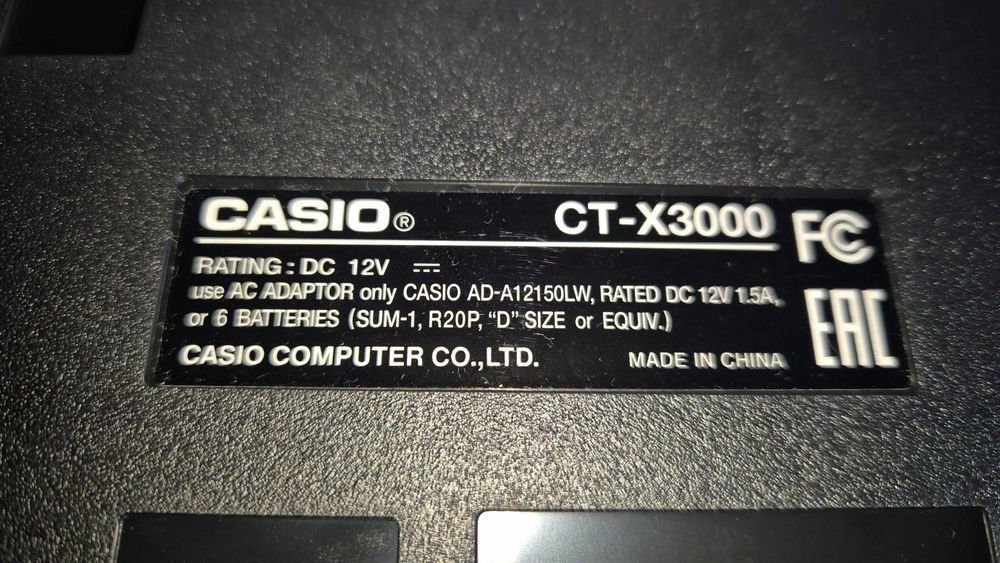 CASIO® CT-X3000
FC
RATING : DC 12V ⎓
use AC ADAPTOR only CASIO AD-A12150LW, RATED DC 12V 1.5A,
or 6 BATTERIES (SUM-1, R20P, “D” SIZE or EQUIV.)
EAC
CASIO COMPUTER CO.,LTD. MADE IN CHINA